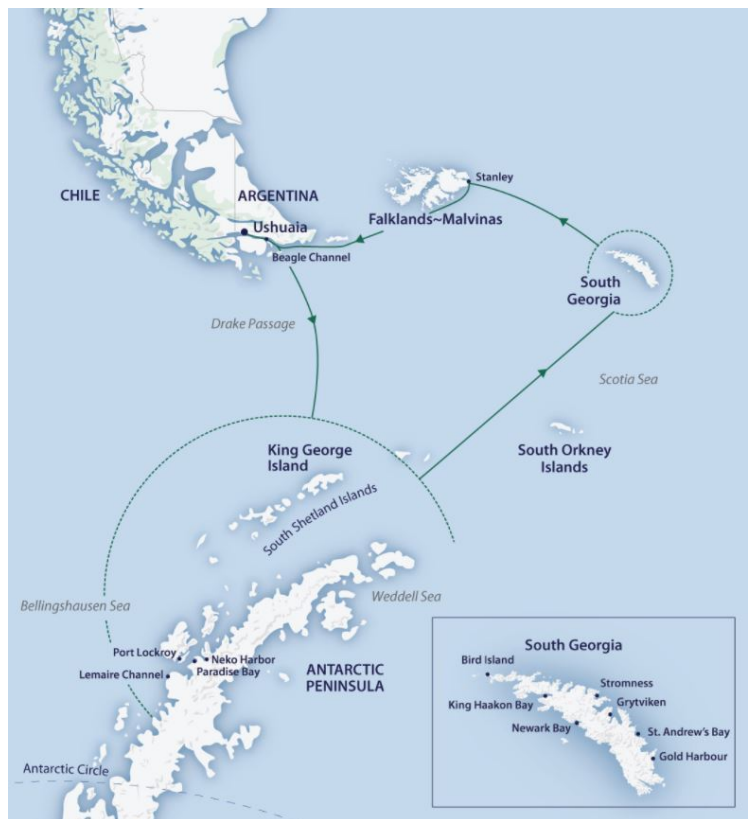 Stanley
CHILE
ARGENTINA
Falklands~Malvinas
Ushuaia
Beagle Channel
South
Georgia
Drake Passage
Scotia Sea
King George
Island
South Orkney
Islands
South Shetland Islands
Bellingshausen Sea
Weddell Sea
Port Lockroy
Neko Harbor
Paradise Bay
Lemaire Channel
ANTARCTIC
PENINSULA
Antarctic Circle
South Georgia
Bird Island
Stromness
King Haakon Bay
Grytviken
Newark Bay
St. Andrew's Bay
Gold Harbour